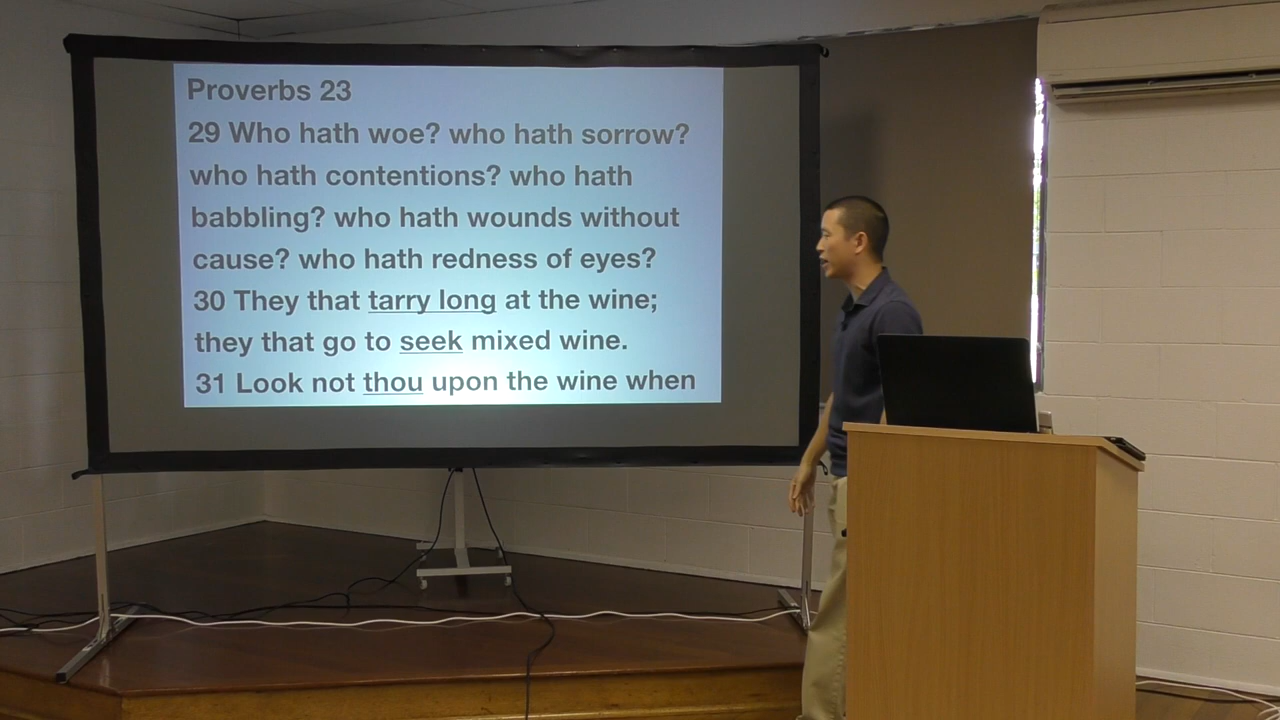 Proverbs 23
29 Who hath woe? who hath sorrow?
who hath contentions? who hath
babbling? who hath wounds without
cause? who hath redness of eyes?
30 They that tarry long at the wine;
they that go to seek mixed wine.
31 Look not thou upon the wine when